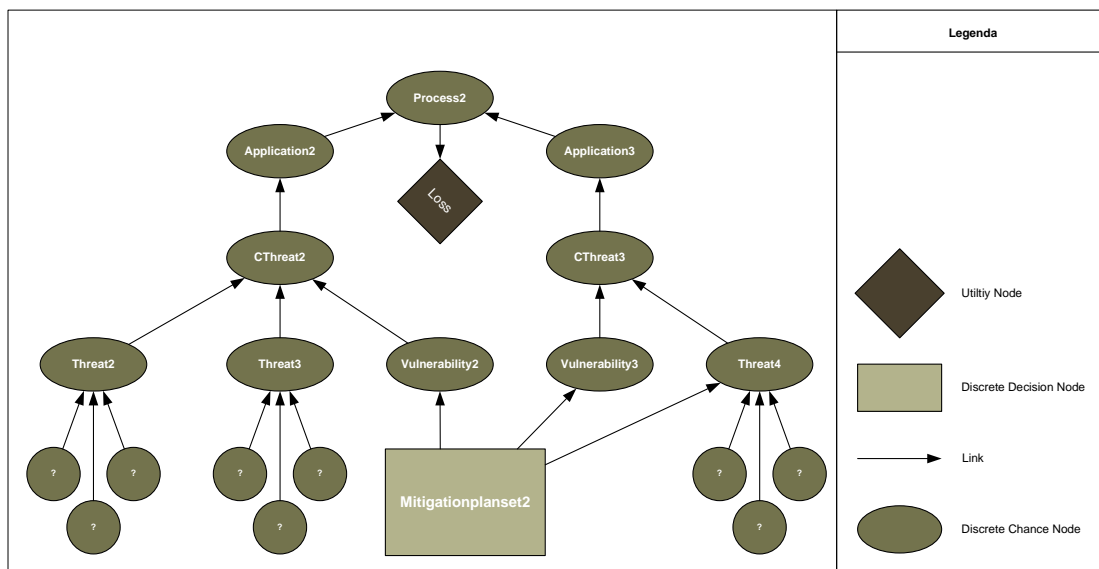 Legenda
Process2
Application2
Application3
Loss
CThreat2
CThreat3
Utiltiy Node
Threat2
Threat3
Vulnerability2
Vulnerability3
Threat4
Discrete Decision Node
?
?
?
?
?
?
Link
Mitigationplanset2
?
?
?
Discrete Chance Node